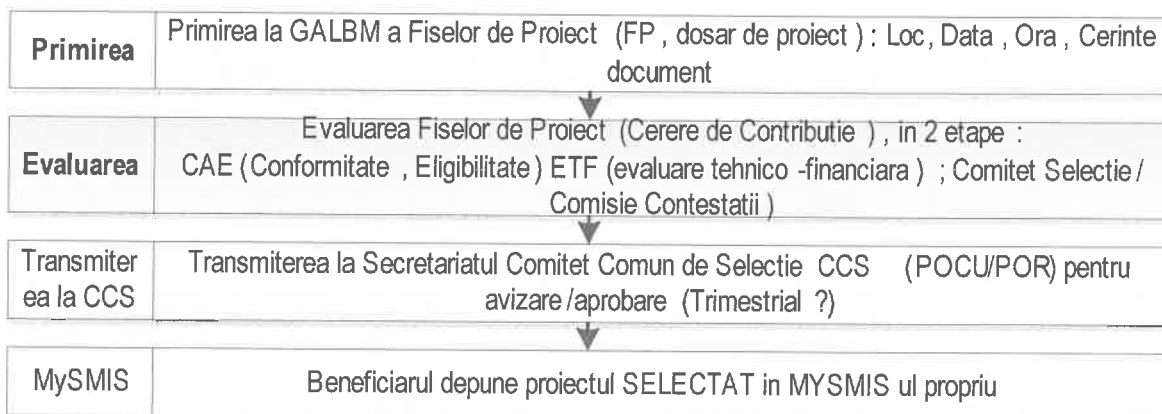 Primirea
Primirea la GALBM a Fiselor de Proiect (FP , dosar de proiect ) : Loc , Data , Ora , Cerinte
document
Evaluarea
Evaluarea Fiselor de Proiect (Cerere de Contributie ) , in 2 etape :
CAE (Conformitate , Eligibilitate) ETF (evaluare tehnico -financiara ) ; Comitet Selectie /
Comisie Contestatii )
Transmiter
ea la CCS
Transmiterea la Secretariatul Comitet Comun de Selectie CCS (POCU/POR) pentru
avizare /aprobare (Trimestrial ?)
MySMIS
Beneficiarul depune proiectul SELECTAT in MYSMIS ul propriu